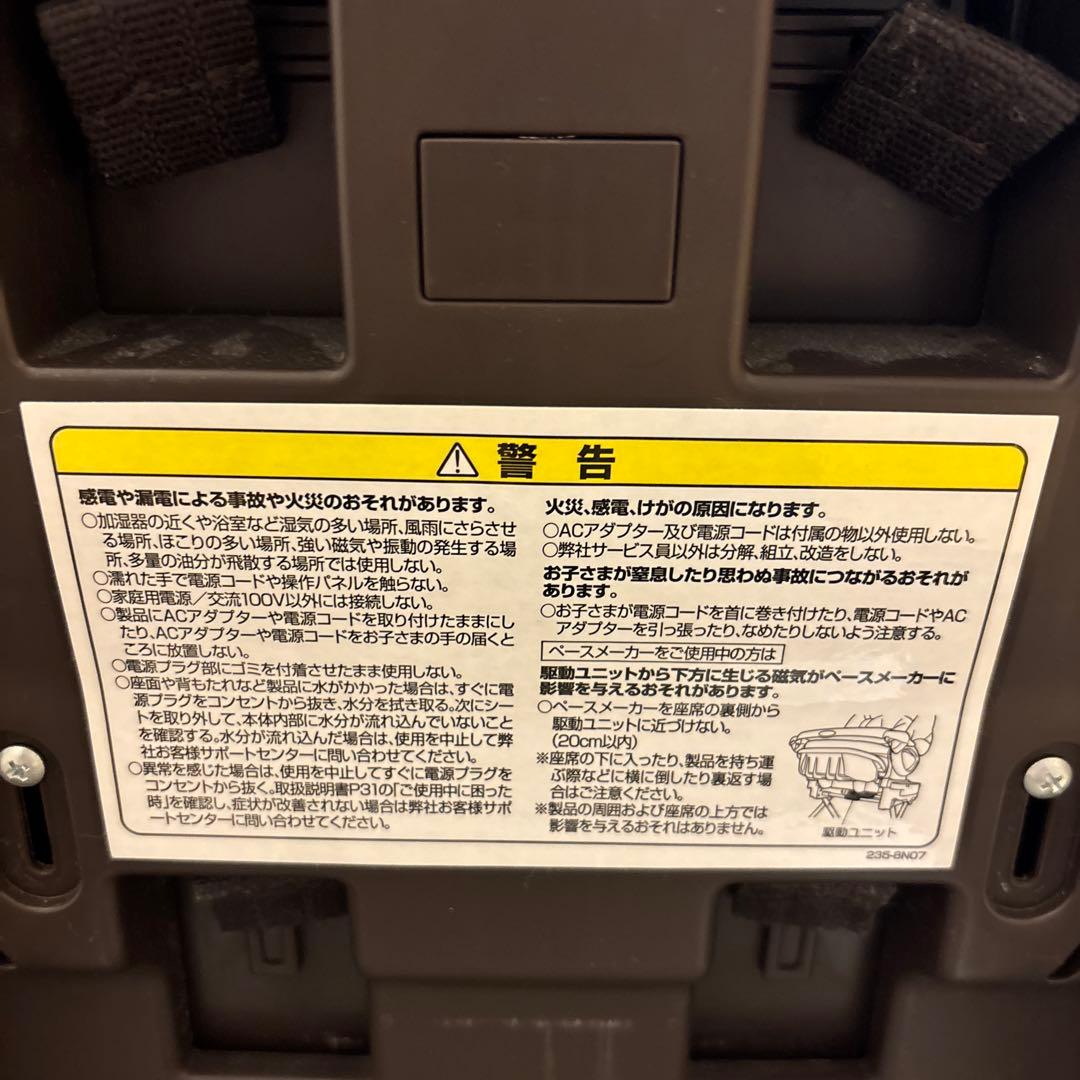 警告
感電や漏電による事故や火災のおそれがあります。
○加湿器の近くや浴室など湿気の多い場所、風雨にさらさせ
る場所、ほこりの多い場所、強い磁気や振動の発生する場
所、多量の油分が飛散する場所では使用しない。
○濡れた手で電源コードや操作パネルを触らない。
○家庭用電源/交流100V以外には接続しない。
○製品にACアダプターや電源コードを取り付けたままにし
たり、ACアダプターや電源コードをお子さまの手の届くと
ころに放置しない。
○電源プラグ部にゴミを付着させたまま使用しない。
○座面や背もたれなど製品に水がかかった場合は、すぐに電
源プラグをコンセントから抜き、水分を拭き取る。次にシー
トを取り外して、本体内部に水分が流れ込んでいないこと
を確認する。水分が流れ込んだ場合は、使用を中止して弊
社お客様サポートセンターに問い合わせてください。
○異常を感じた場合は、使用を中止してすぐに電源プラグを
コンセントから抜く。取扱説明書P31の「ご使用中に困った
時」を確認し、症状が改善されない場合は弊社お客様サポ
ートセンターに問い合わせてください。
火災、感電、けがの原因になります。
○ACアダプター及び電源コードは付属の物以外使用しない。
○弊社サービス員以外は分解、組立、改造をしない。
お子さまが窒息したり思わぬ事故につながるおそれが
あります。
○お子さまが電源コードを首に巻き付けたり、電源コードやAC
アダプターを引っ張ったり、なめたりしないよう注意する。
ペースメーカーをご使用中の方は
駆動ユニットから下方に生じる磁気がペースメーカーに
影響を与えるおそれがあります。
○ペースメーカーを座席の裏側から
駆動ユニットに近づけない。
(20cm以内)
※座席の下に入ったり、製品を持ち運
ぶ際などに横に倒したり裏返す場
合はご注意ください。
※製品の周囲および座席の上方では
影響を与えるおそれはありません。
駆動ユニット
235-8N07